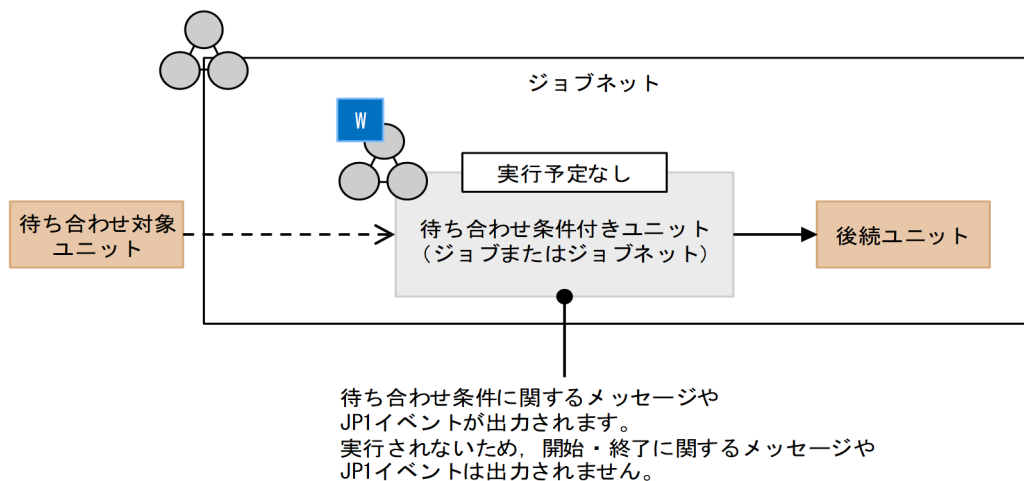 ジョブネット
W
実行予定なし
待ち合わせ対象
ユニット
待ち合わせ条件付きユニット
（ジョブまたはジョブネット）
後続ユニット
待ち合わせ条件に関するメッセージや
JP1イベントが出力されます。
実行されないため，開始・終了に関するメッセージや
JP1イベントは出力されません。